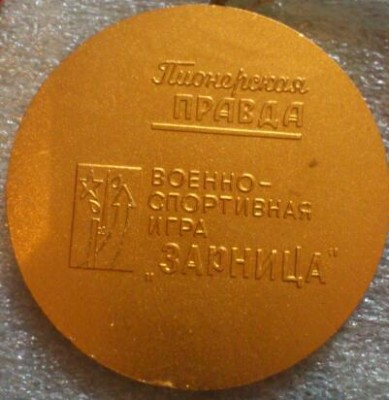 Пионерская
ПРАВДА
ВОЕННО-
СПОРТИВНАЯ
ИГРА
„ЗАРНИЦА"